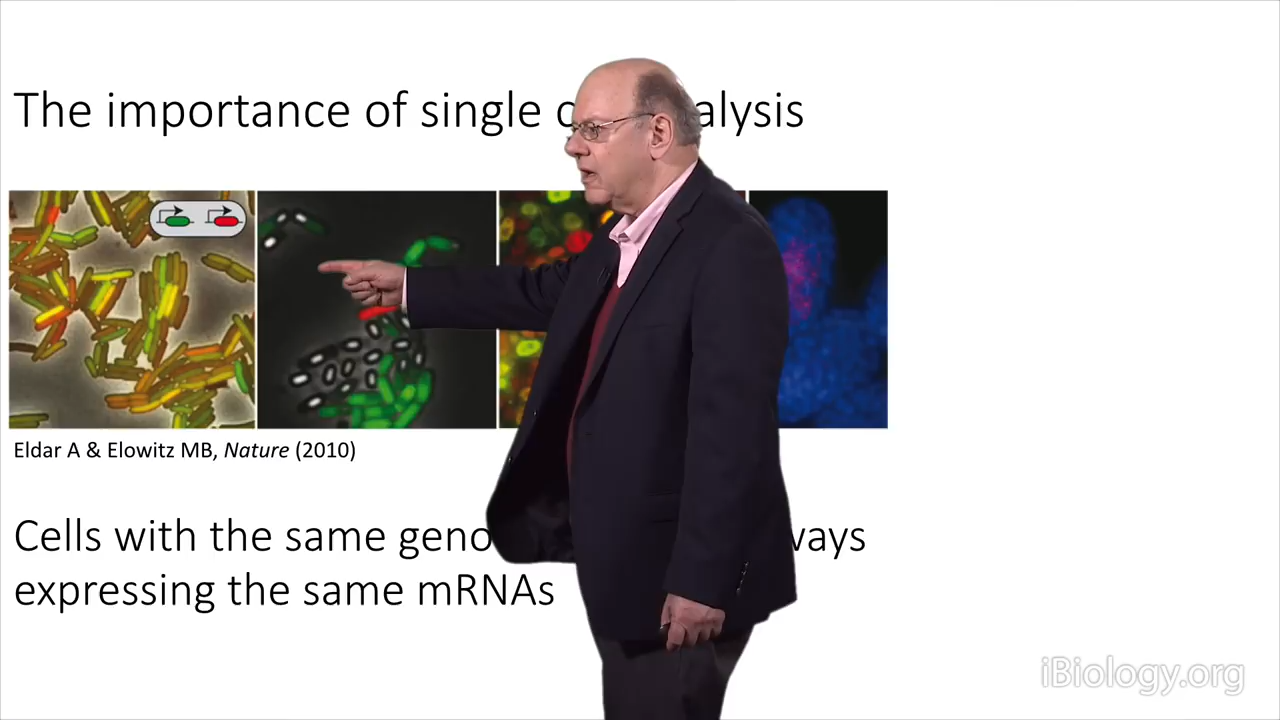 The importance of single alysis
Eldar A & Elowitz MB, Nature (2010)
Cells with the same geno ways
expressing the same mRNAs
iBiology.org